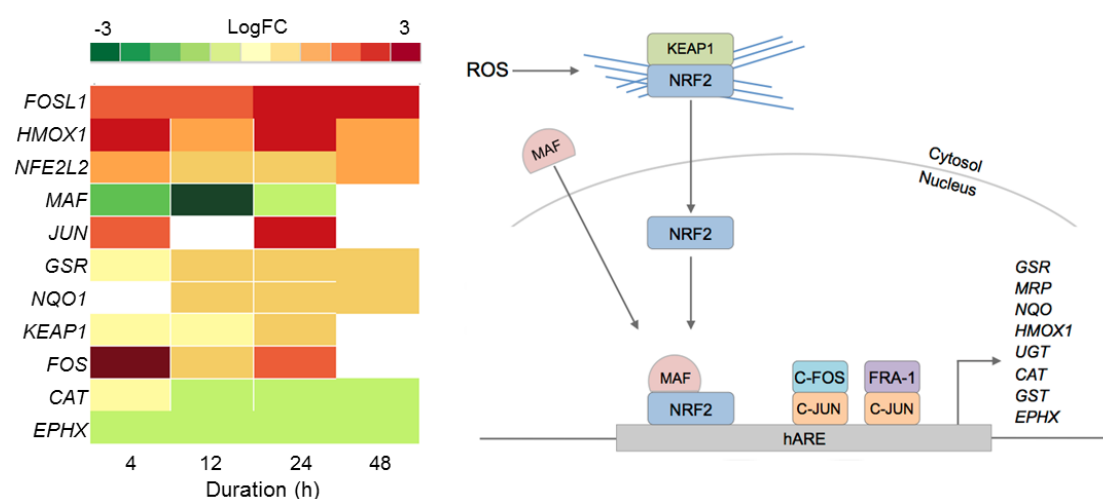 -3 LogFC 3
FOSL1
HMOX1
NFE2L2
MAF
JUN
GSR
NQO1
KEAP1
FOS
CAT
EPHX
4 12 24 48
Duration (h)
ROS
KEAP1
NRF2
MAF
Cytosol
Nucleus
NRF2
MAF
NRF2
C-FOS
C-JUN
FRA-1
C-JUN
hARE
GSR
MRP
NQO
HMOX1
UGT
CAT
GST
EPHX